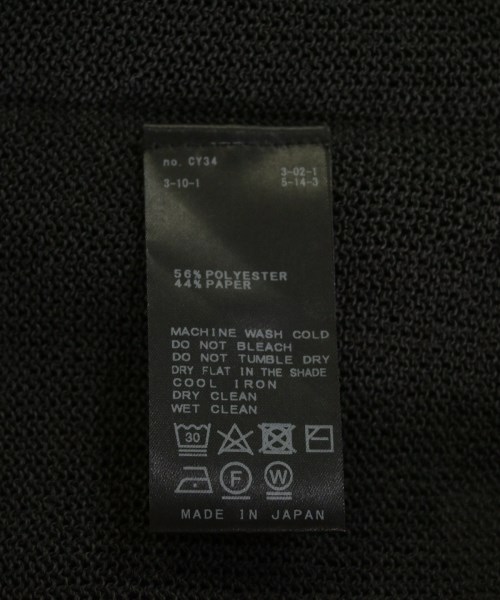 no. CY34 3-02-1
3-10-1 5-14-3
56% POLYESTER
44% PAPER
MACHINE WASH COLD
DO NOT BLEACH
DO NOT TUMBLE DRY
DRY FLAT IN THE SHADE
COOL IRON
DRY CLEAN
WET CLEAN
30
F W
MADE IN JAPAN